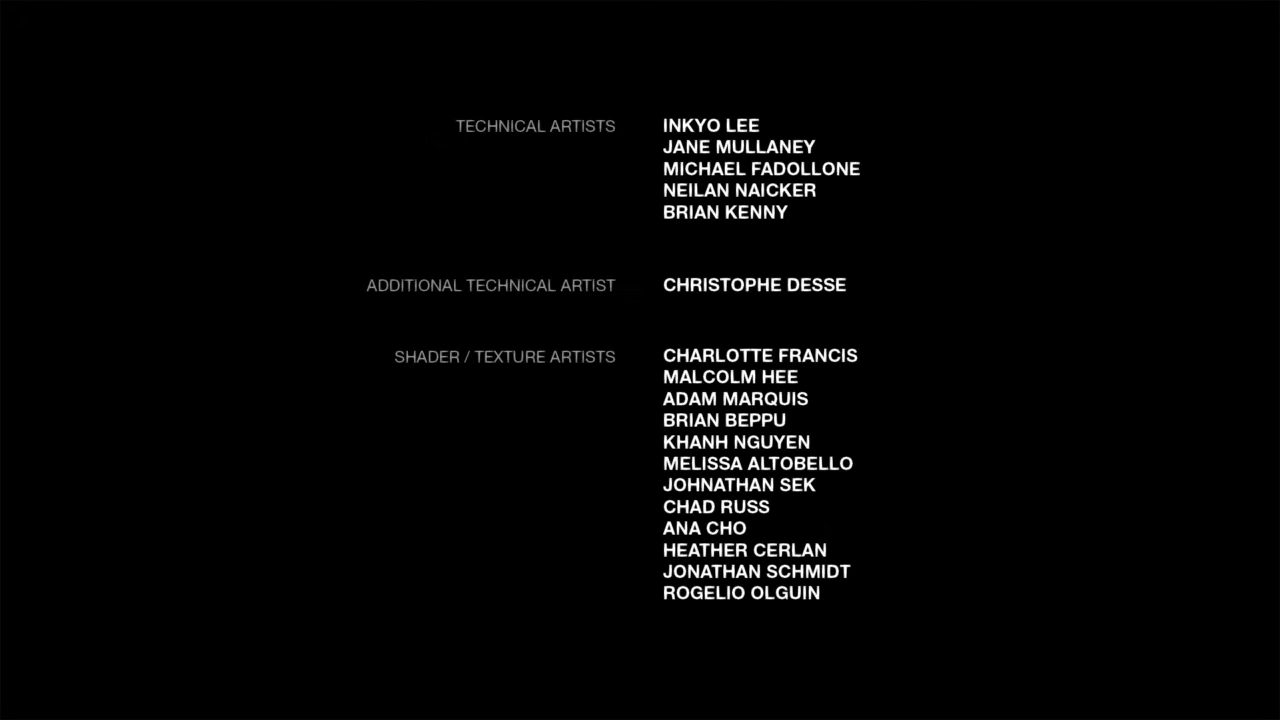 TECHNICAL ARTISTS INKYO LEE
JANE MULLANEY
MICHAEL FADOLLONE
NEILAN NAICKER
BRIAN KENNY
ADDITIONAL TECHNICAL ARTIST CHRISTOPHE DESSE
SHADER / TEXTURE ARTISTS CHARLOTTE FRANCIS
MALCOLM HEE
ADAM MARQUIS
BRIAN BEPPU
KHANH NGUYEN
MELISSA ALTOBELLO
JOHNATHAN SEK
CHAD RUSS
ANA CHO
HEATHER CERLAN
JONATHAN SCHMIDT
ROGELIO OLGUIN